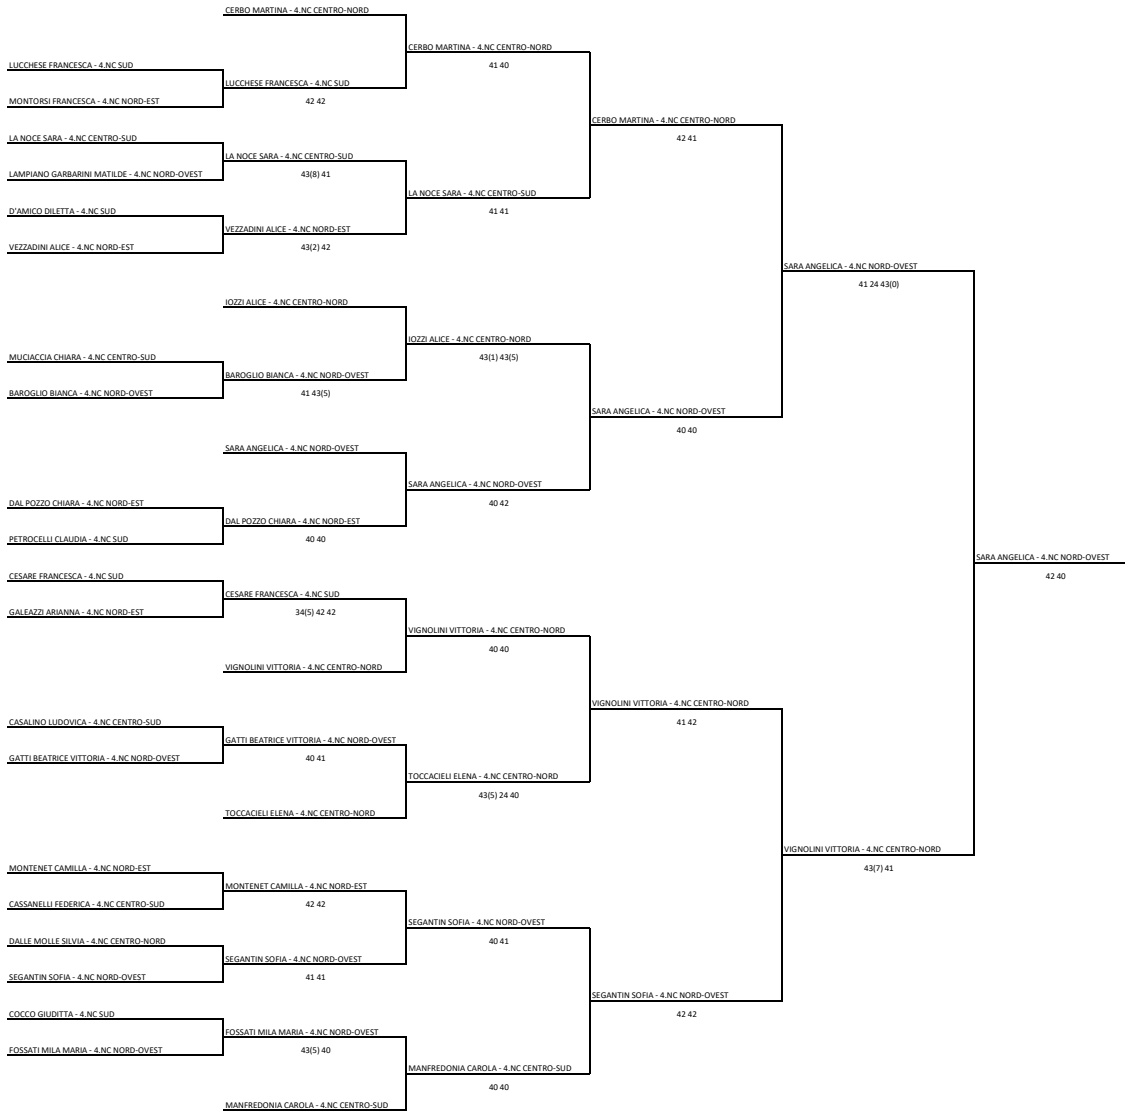 CERBO MARTINA - 4.NC CENTRO-NORD
CERBO MARTINA - 4.NC CENTRO-NORD
LUCCHESE FRANCESCA - 4.NC SUD
41 40
LUCCHESE FRANCESCA - 4.NC SUD
MONTORSI FRANCESCA - 4.NC NORD-EST
42 42
CERBO MARTINA - 4.NC CENTRO-NORD
LA NOCE SARA - 4.NC CENTRO-SUD
42 41
LA NOCE SARA - 4.NC CENTRO-SUD
LAMPIANO GARBARINI MATILDE - 4.NC NORD-OVEST
43(8) 41
LA NOCE SARA - 4.NC CENTRO-SUD
D'AMICO DILETTA - 4.NC SUD
41 41
VEZZADINI ALICE - 4.NC NORD-EST
VEZZADINI ALICE - 4.NC NORD-EST
43(2) 42
SARA ANGELICA - 4.NC NORD-OVEST
41 24 43(0)
IOZZI ALICE - 4.NC CENTRO-NORD
IOZZI ALICE - 4.NC CENTRO-NORD
MUCIACCIA CHIARA - 4.NC CENTRO-SUD
43(1) 43(5)
BAROGLIO BIANCA - 4.NC NORD-OVEST
BAROGLIO BIANCA - 4.NC NORD-OVEST
41 43(5)
SARA ANGELICA - 4.NC NORD-OVEST
40 40
SARA ANGELICA - 4.NC NORD-OVEST
SARA ANGELICA - 4.NC NORD-OVEST
DAL POZZO CHIARA - 4.NC NORD-EST
40 42
DAL POZZO CHIARA - 4.NC NORD-EST
PETROCELLI CLAUDIA - 4.NC SUD
40 40
SARA ANGELICA - 4.NC NORD-OVEST
CESARE FRANCESCA - 4.NC SUD
42 40
CESARE FRANCESCA - 4.NC SUD
GALEAZZI ARIANNA - 4.NC NORD-EST
34(5) 42 42
VIGNOLINI VITTORIA - 4.NC CENTRO-NORD
40 40
VIGNOLINI VITTORIA - 4.NC CENTRO-NORD
VIGNOLINI VITTORIA - 4.NC CENTRO-NORD
CASALINO LUDOVICA - 4.NC CENTRO-SUD
41 42
GATTI BEATRICE VITTORIA - 4.NC NORD-OVEST
GATTI BEATRICE VITTORIA - 4.NC NORD-OVEST
40 41
TOCCACIELI ELENA - 4.NC CENTRO-NORD
43(5) 24 40
TOCCACIELI ELENA - 4.NC CENTRO-NORD
VIGNOLINI VITTORIA - 4.NC CENTRO-NORD
MONTENET CAMILLA - 4.NC NORD-EST
43(7) 41
MONTENET CAMILLA - 4.NC NORD-EST
CASSANELLI FEDERICA - 4.NC CENTRO-SUD
42 42
SEGANTIN SOFIA - 4.NC NORD-OVEST
DALLE MOLLE SILVIA - 4.NC CENTRO-NORD
40 41
SEGANTIN SOFIA - 4.NC NORD-OVEST
SEGANTIN SOFIA - 4.NC NORD-OVEST
41 41
SEGANTIN SOFIA - 4.NC NORD-OVEST
COCCO GIUDITTA - 4.NC SUD
42 42
FOSSATI MILA MARIA - 4.NC NORD-OVEST
FOSSATI MILA MARIA - 4.NC NORD-OVEST
43(5) 40
MANFREDONIA CAROLA - 4.NC CENTRO-SUD
40 40
MANFREDONIA CAROLA - 4.NC CENTRO-SUD